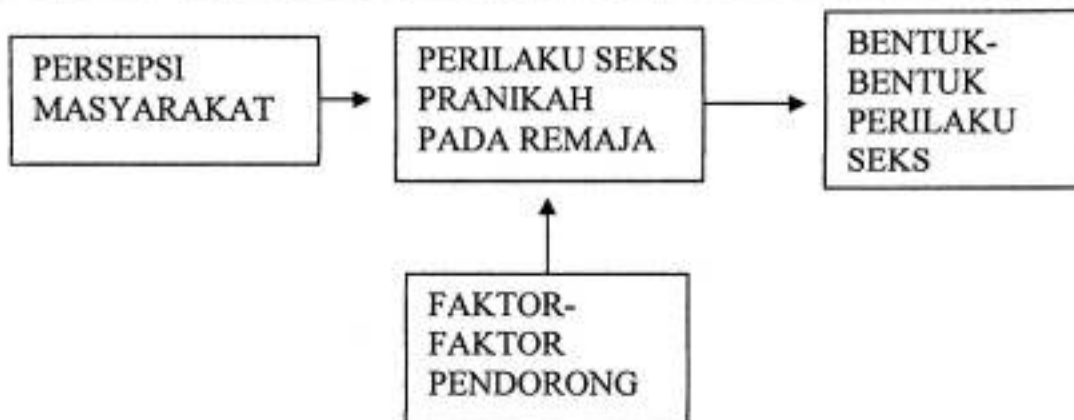 PERSEPSI
MASYARAKAT
PERILAKU SEKS
PRANIKAH
PADA REMAJA
BENTUK-
BENTUK
PERILAKU
SEKS
FAKTOR-
FAKTOR
PENDORONG